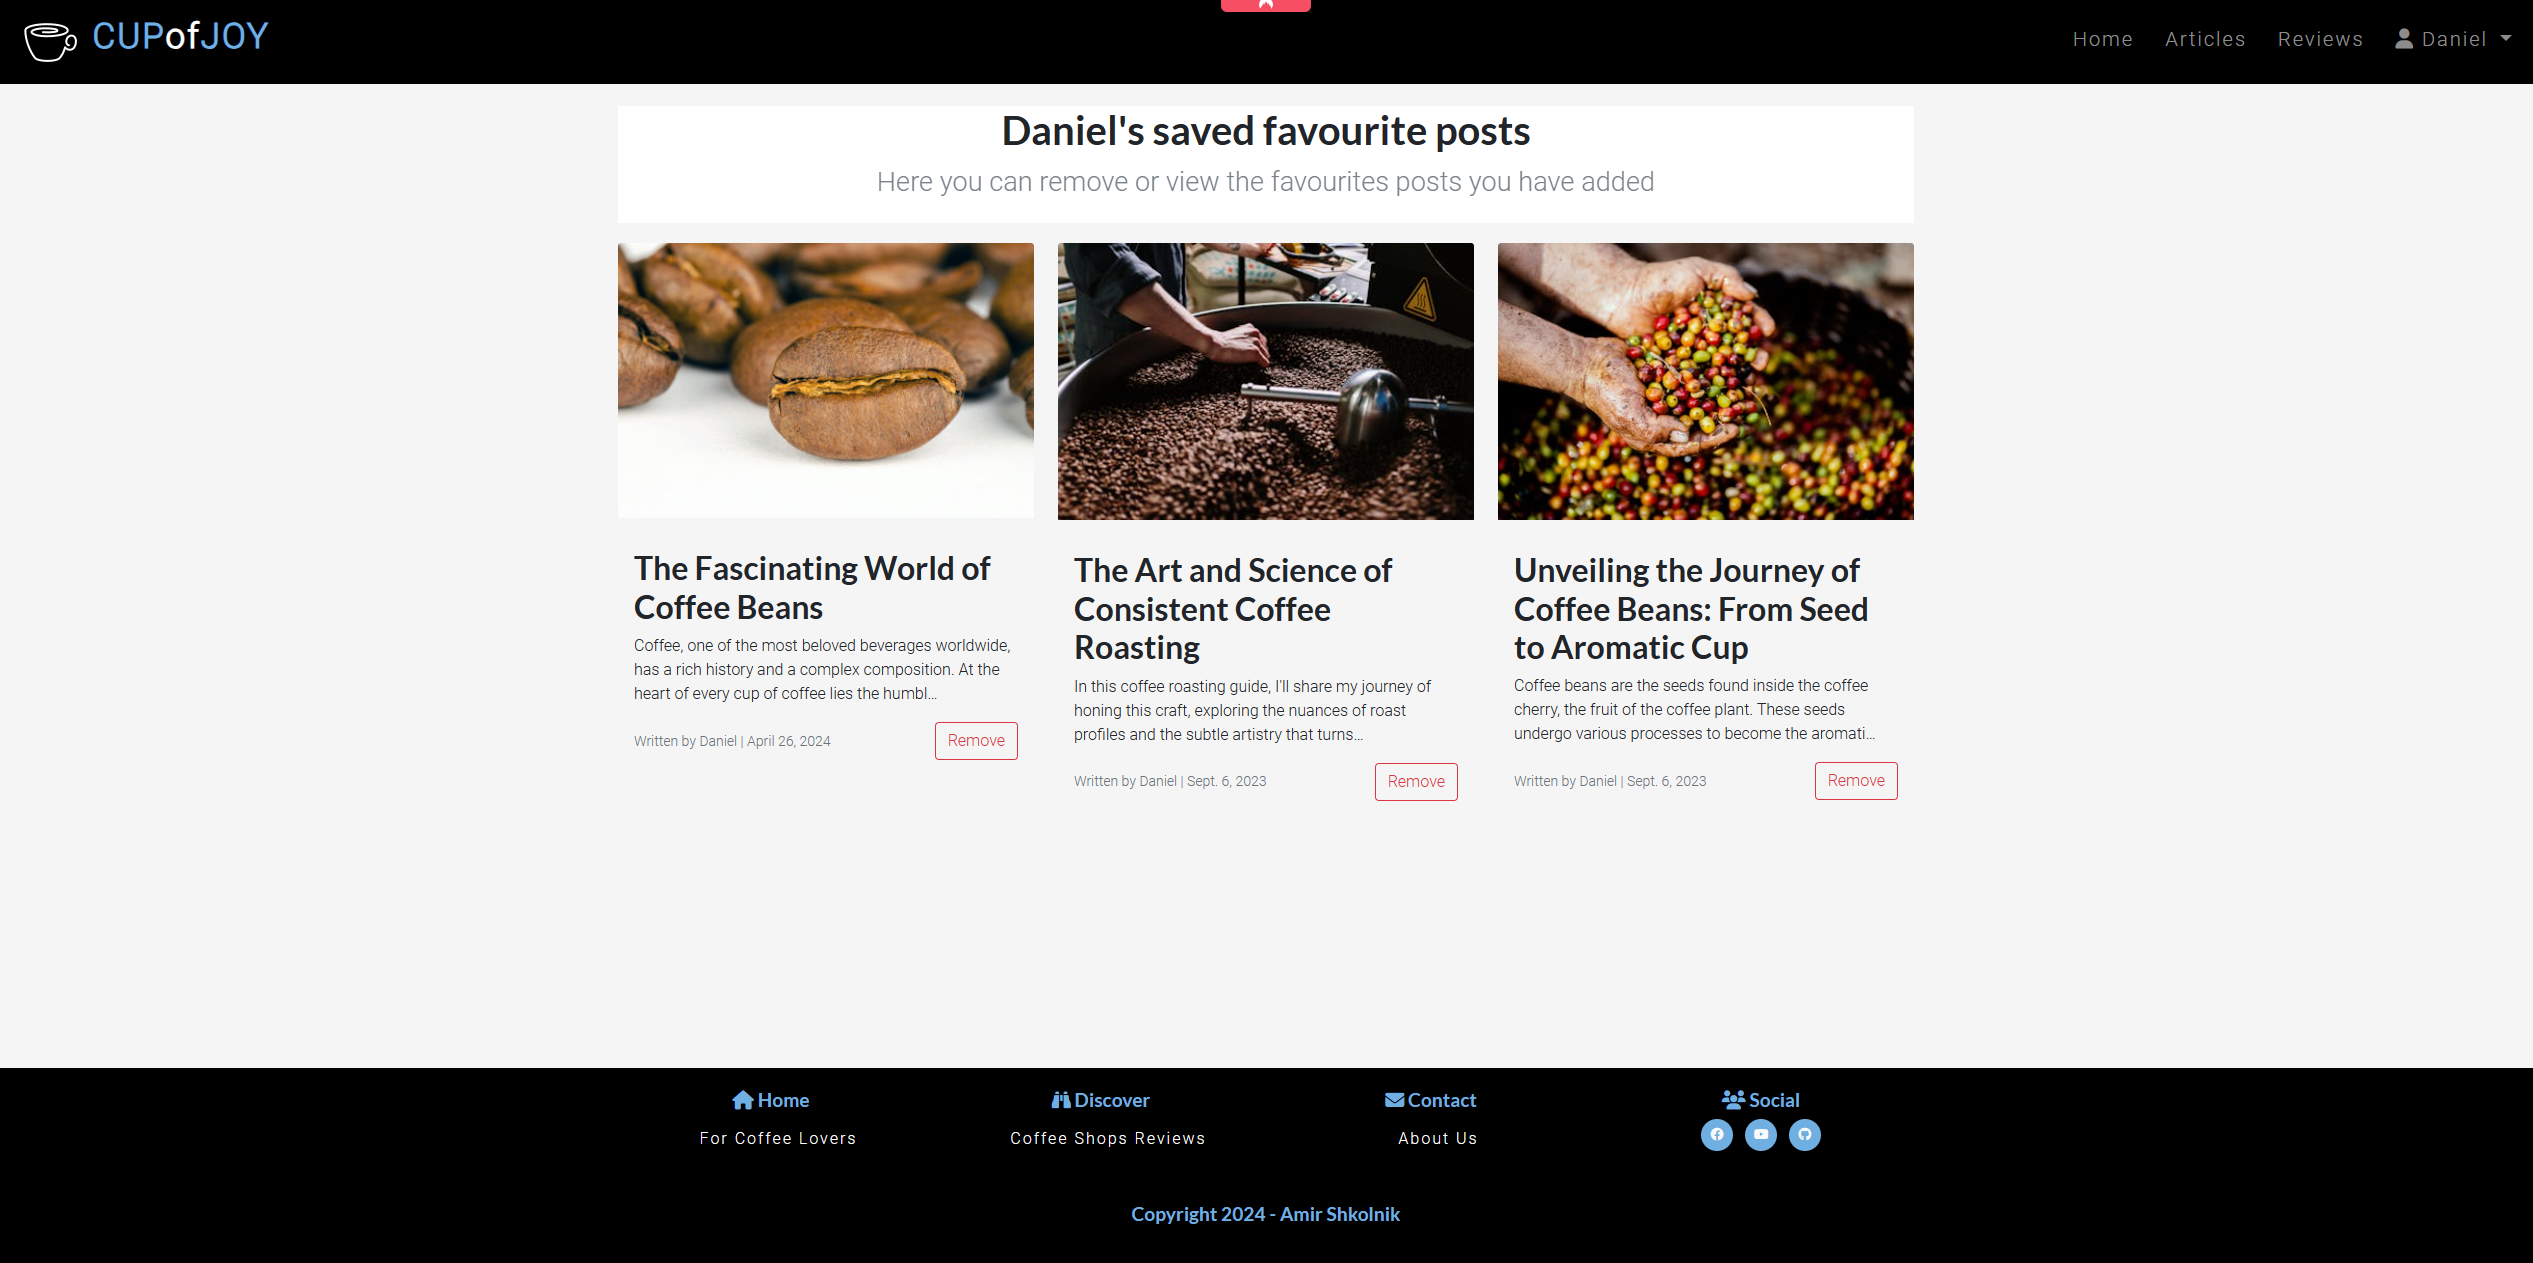 CUPofJOY
Home Articles Reviews Daniel
Daniel's saved favourite posts
Here you can remove or view the favourites posts you have added
The Fascinating World of
Coffee Beans
Coffee, one of the most beloved beverages worldwide,
has a rich history and a complex composition. At the
heart of every cup of coffee lies the humbl...
Written by Daniel | April 26, 2024
Remove
The Art and Science of
Consistent Coffee
Roasting
In this coffee roasting guide, I'll share my journey of
honing this craft, exploring the nuances of roast
profiles and the subtle artistry that turns...
Written by Daniel | Sept. 6, 2023
Remove
Unveiling the Journey of
Coffee Beans: From Seed
to Aromatic Cup
Coffee beans are the seeds found inside the coffee
cherry, the fruit of the coffee plant. These seeds
undergo various processes to become the aromati...
Written by Daniel | Sept. 6, 2023
Remove
Home
For Coffee Lovers
Discover
Coffee Shops Reviews
Contact
About Us
Social
Copyright 2024 - Amir Shkolnik